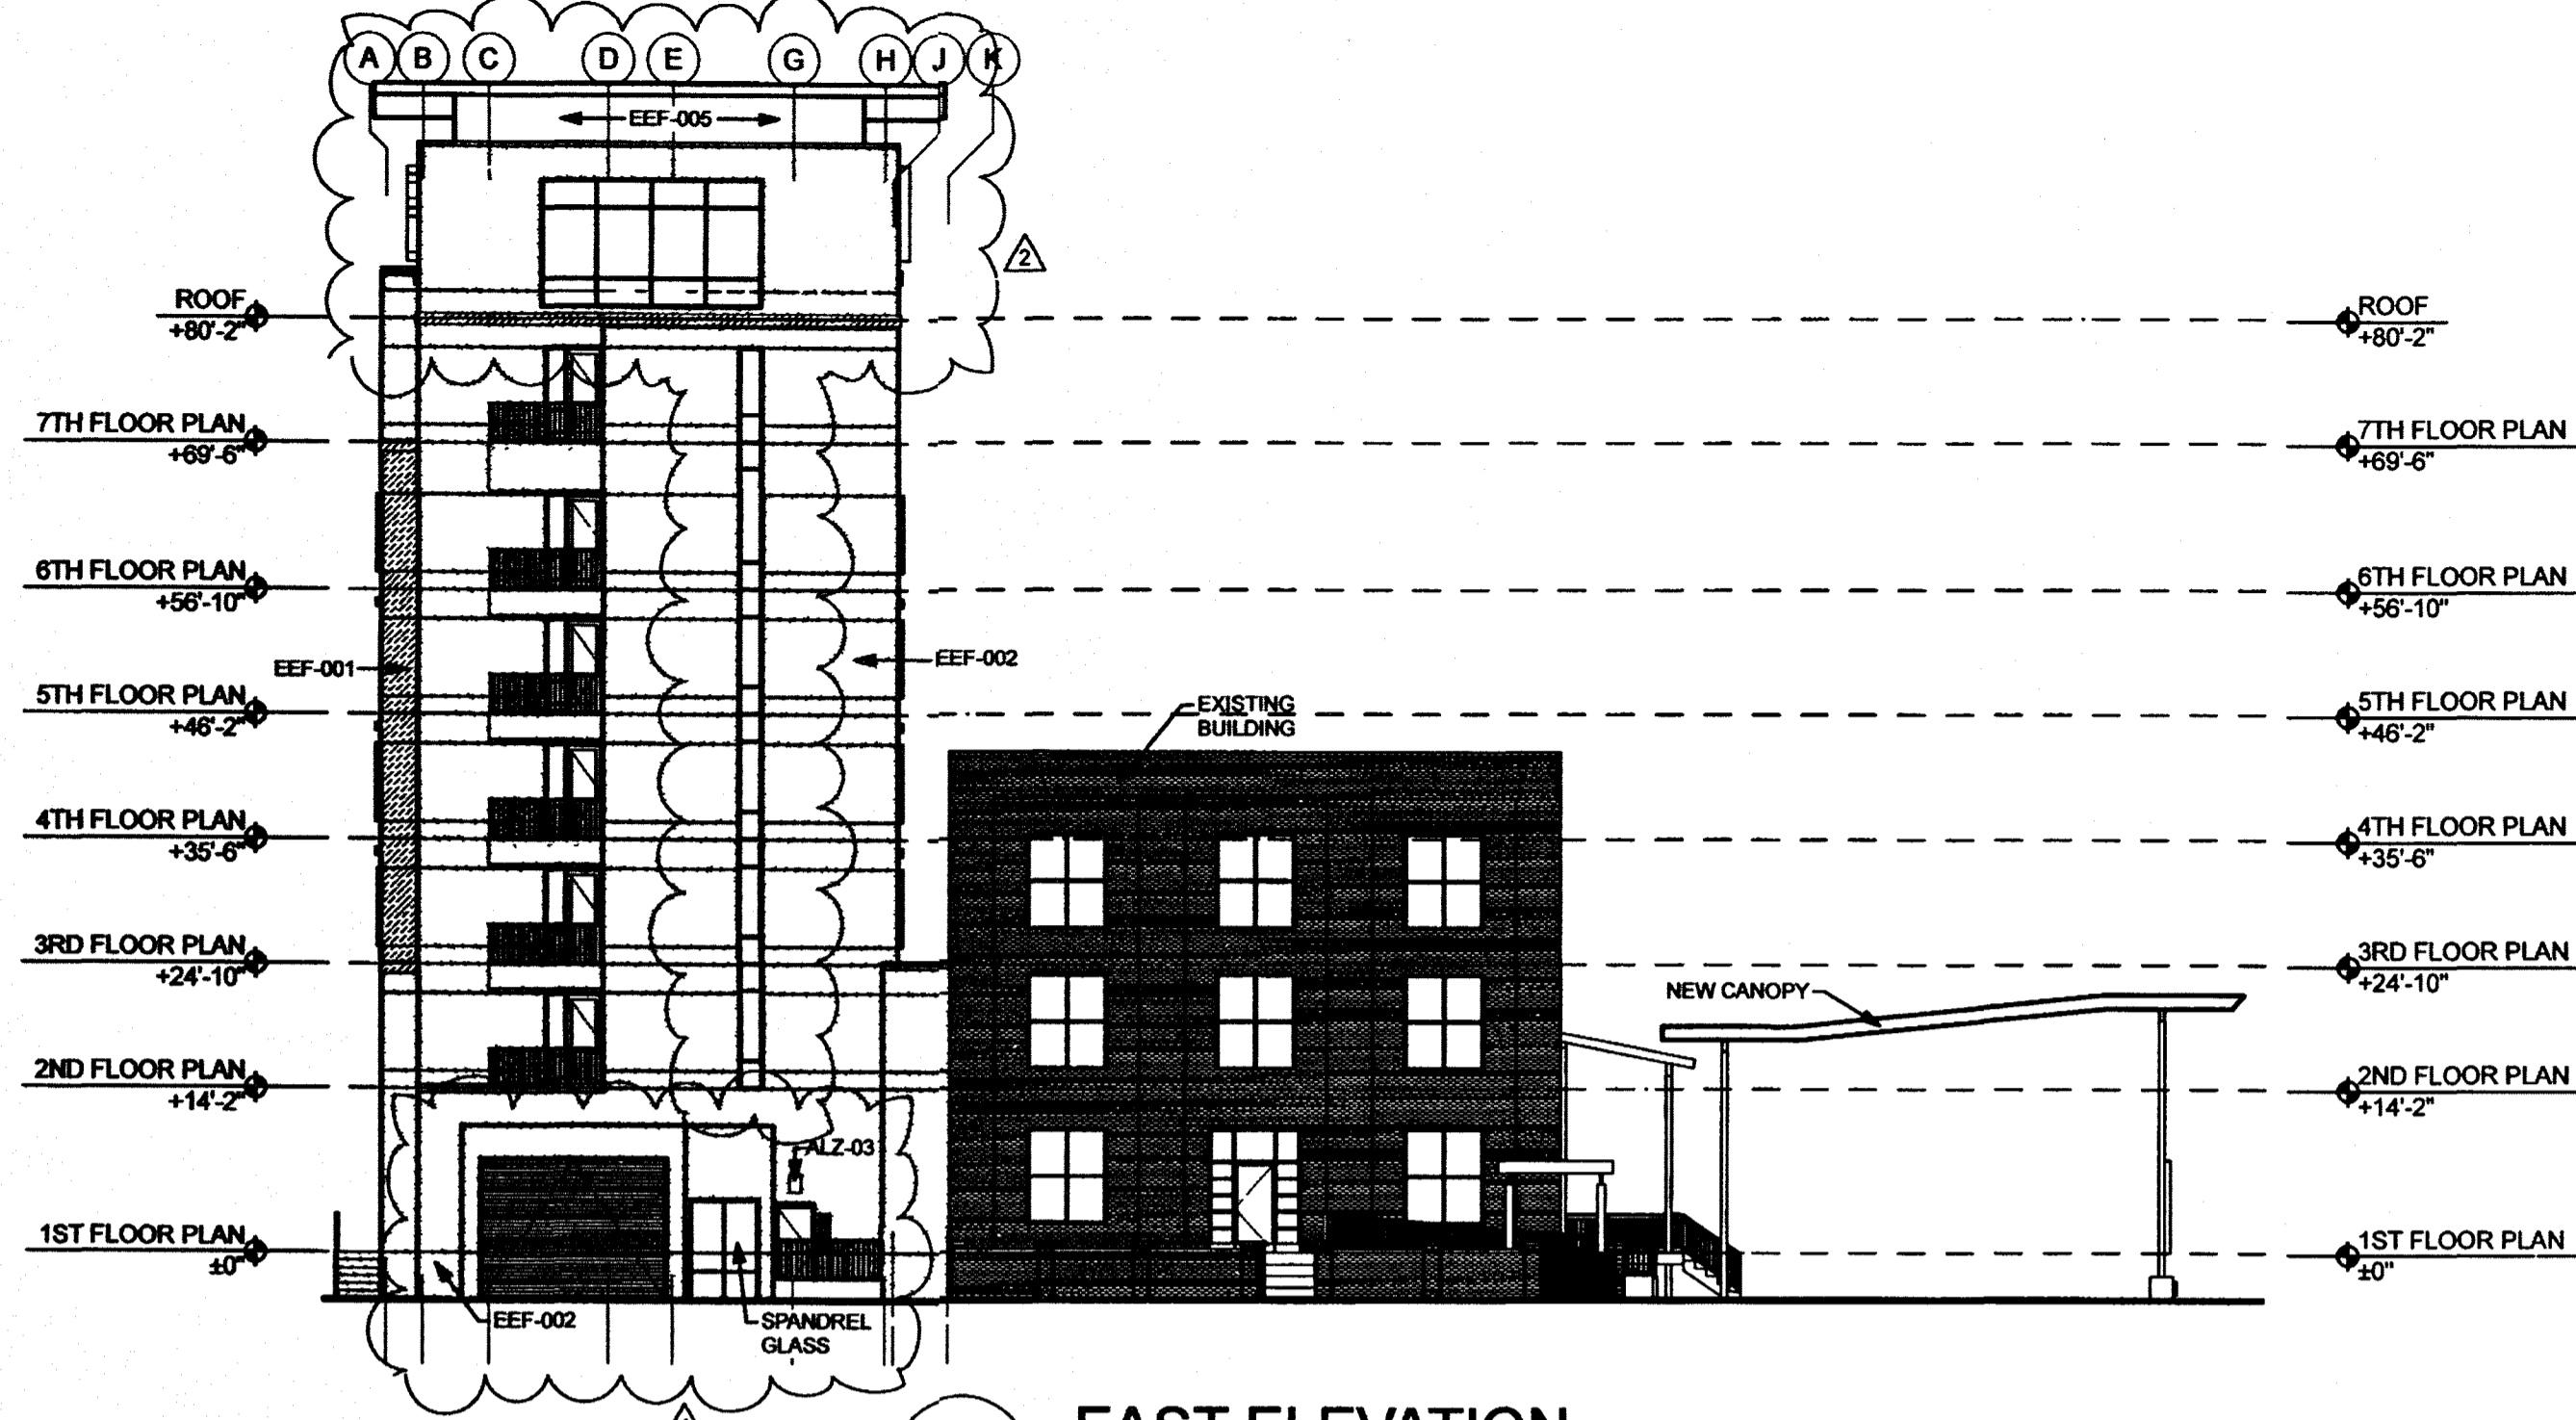 A B C D E G H J K
EEF-005
2
ROOF
+80'-2"
ROOF
+80'-2"
7TH FLOOR PLAN
+69'-6"
7TH FLOOR PLAN
+69'-6"
6TH FLOOR PLAN
+56'-10"
6TH FLOOR PLAN
+56'-10"
EEF-001
EEF-002
5TH FLOOR PLAN
+46'-2"
EXISTING
BUILDING
5TH FLOOR PLAN
+46'-2"
4TH FLOOR PLAN
+35'-6"
4TH FLOOR PLAN
+35'-6"
3RD FLOOR PLAN
+24'-10"
3RD FLOOR PLAN
+24'-10"
NEW CANOPY
2ND FLOOR PLAN
+14'-2"
2ND FLOOR PLAN
+14'-2"
ALZ-03
1ST FLOOR PLAN
±0"
1ST FLOOR PLAN
±0"
EEF-002
SPANDREL
GLASS
EAST ELEVATION